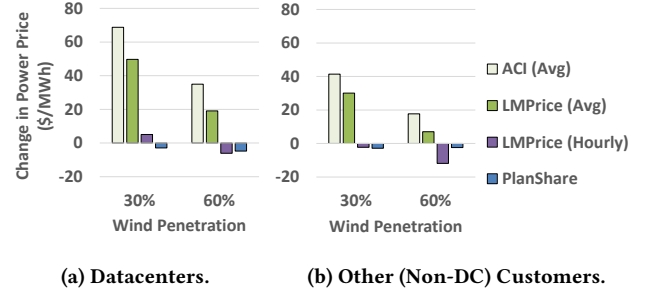 Change in Power Price
($/MWh)
80
60
40
20
0
-20
30%
60%
Wind Penetration
80
60
40
20
0
-20
30%
60%
Wind Penetration
ACI (Avg)
LMPrice (Avg)
LMPrice (Hourly)
PlanShare
(a) Datacenters.
(b) Other (Non-DC) Customers.